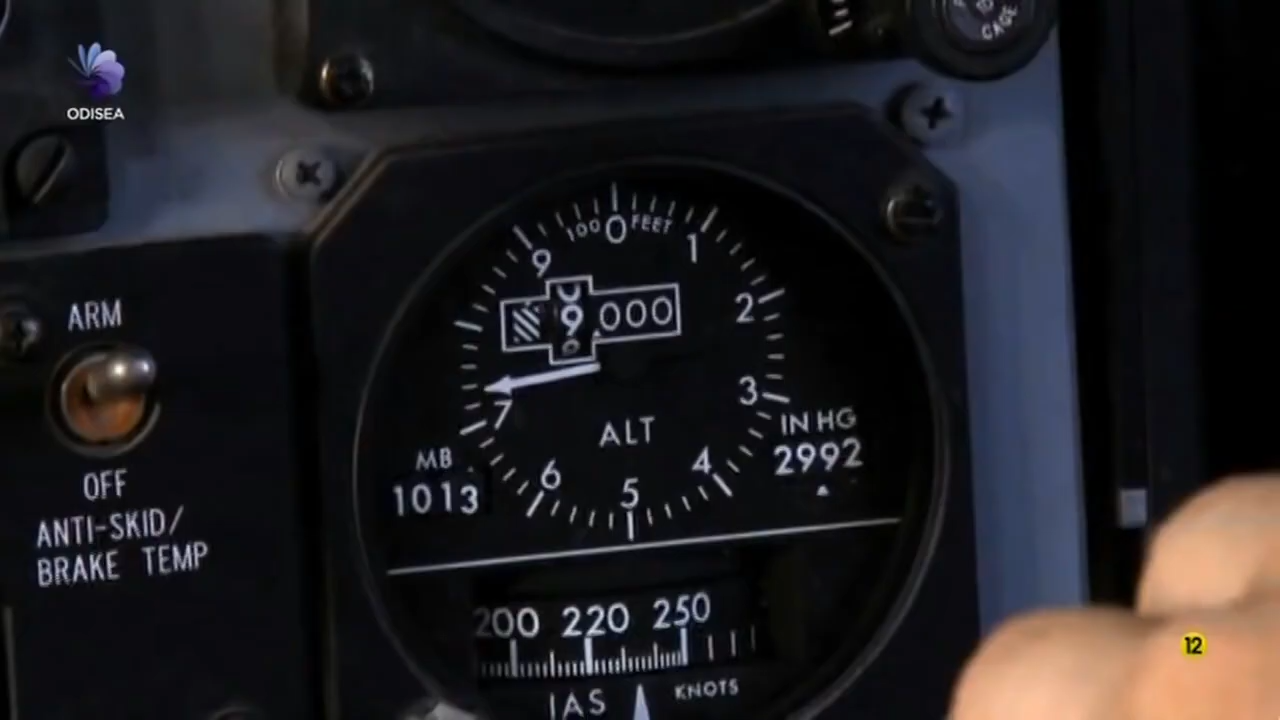 CAGE
ODISEA
100 0 FEET
9 1
9 000
2
ARM
7 3
ALT
IN HG
2992
MB
1013
6 4
5
OFF
ANTI-SKID/
BRAKE TEMP
200 220 250
IAS KNOTS
12